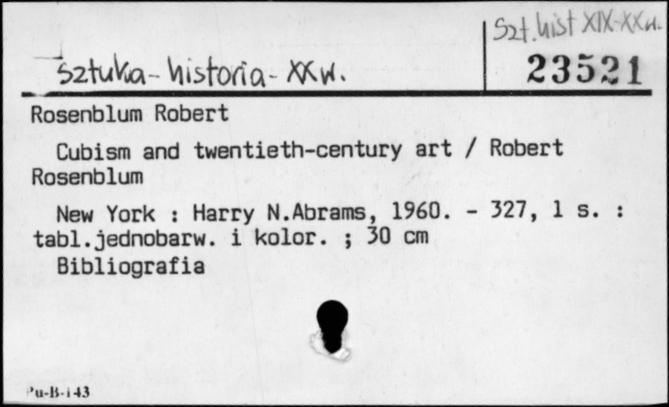 Szt. hist XIX-XX w.
Sztuka - historia - XX w.
23521
Rosenblum Robert
Cubism and twentieth-century art / Robert
Rosenblum
New York : Harry N.Abrams, 1960. - 327, 1 s. :
tabl.jednobarw. i kolor. ; 30 cm
Bibliografia
Pu-B-143